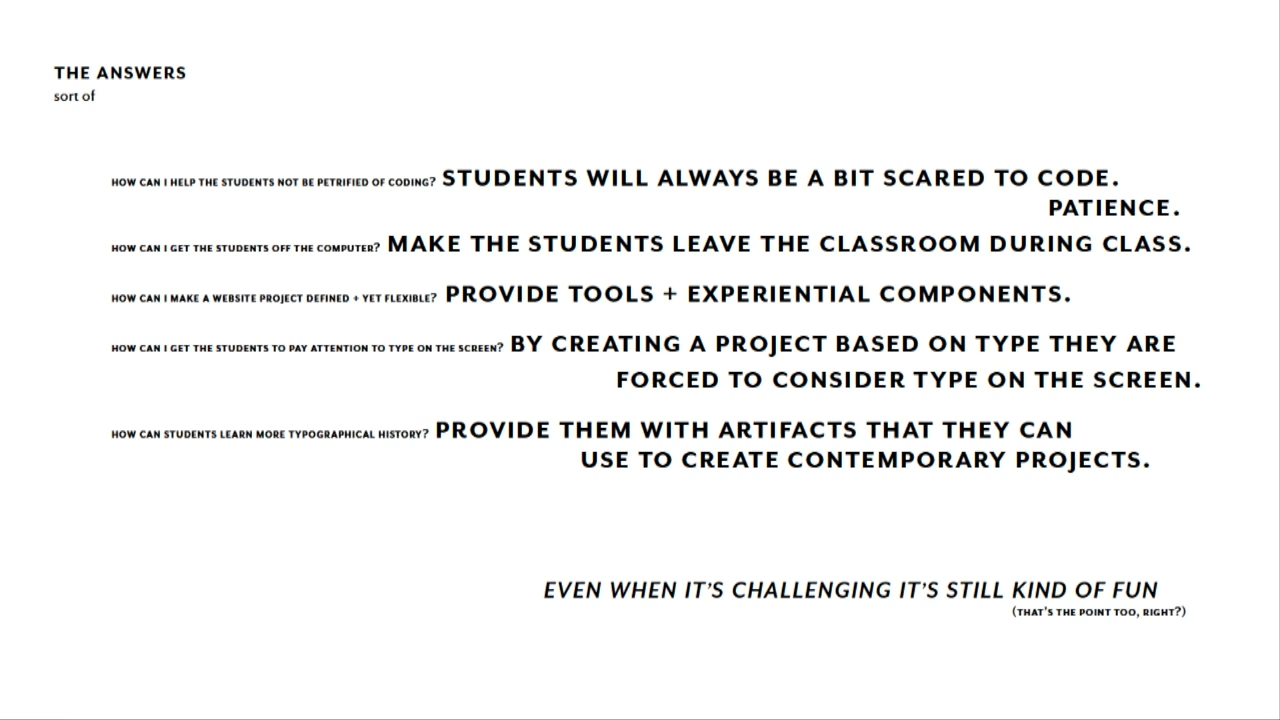 THE ANSWERS
sort of
HOW CAN I HELP THE STUDENTS NOT BE PETRIFIED OF CODING? STUDENTS WILL ALWAYS BE A BIT SCARED TO CODE.
PATIENCE.
HOW CAN I GET THE STUDENTS OFF THE COMPUTER? MAKE THE STUDENTS LEAVE THE CLASSROOM DURING CLASS.
HOW CAN I MAKE A WEBSITE PROJECT DEFINED + YET FLEXIBLE? PROVIDE TOOLS + EXPERIENTIAL COMPONENTS.
HOW CAN I GET THE STUDENTS TO PAY ATTENTION TO TYPE ON THE SCREEN? BY CREATING A PROJECT BASED ON TYPE THEY ARE
FORCED TO CONSIDER TYPE ON THE SCREEN.
HOW CAN STUDENTS LEARN MORE TYPOGRAPHICAL HISTORY? PROVIDE THEM WITH ARTIFACTS THAT THEY CAN
USE TO CREATE CONTEMPORARY PROJECTS.
EVEN WHEN IT'S CHALLENGING IT'S STILL KIND OF FUN
(THAT'S THE POINT TOO, RIGHT?)